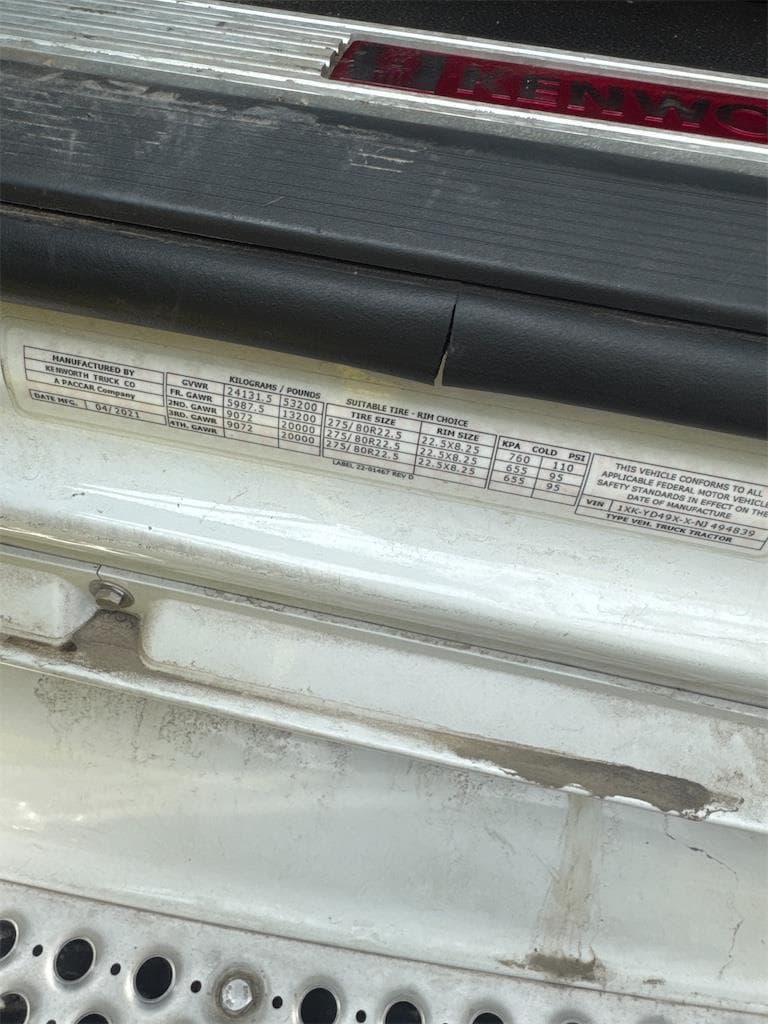 KENWO
MANUFACTURED BY
KENWORTH TRUCK CO
A PACCAR Company
DATE MFG. 04/2021
KILOGRAMS / POUNDS
GVWR 24131.5 53200
FR. GAWR 5987.5 13200
2ND. GAWR 9072 20000
3RD. GAWR 9072 20000
4TH. GAWR
SUITABLE TIRE - RIM CHOICE
TIRE SIZE RIM SIZE KPA COLD PSI
275/80R22.5 22.5X8.25 760 110
275/80R22.5 22.5X8.25 655 95
275/80R22.5 22.5X8.25 655 95
LABEL 22-01467 REV D
THIS VEHICLE CONFORMS TO ALL
APPLICABLE FEDERAL MOTOR VEHICLE
SAFETY STANDARDS IN EFFECT ON THE
DATE OF MANUFACTURE
VIN 1XK-YD49X-X-NJ 494839
TYPE VEH. TRUCK TRACTOR